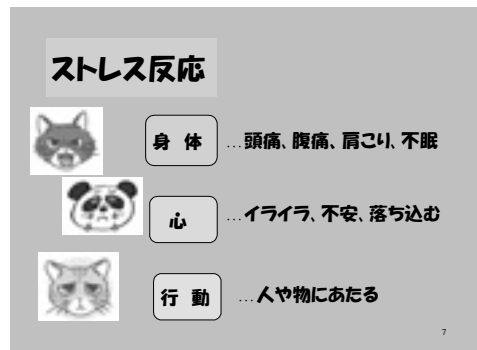 ストレス反応
身 体 …頭痛、腹痛、肩こり、不眠
心 …イライラ、不安、落ち込む
行 動 …人や物にあたる
7